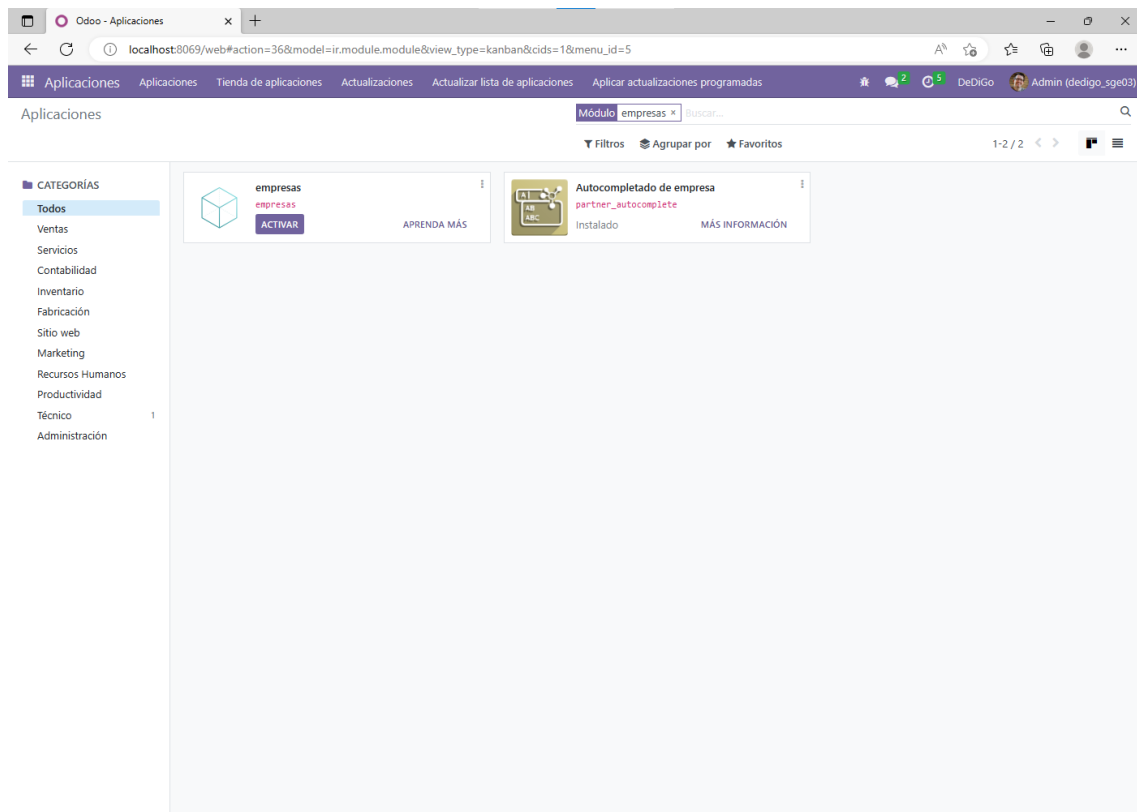 Odoo - Aplicaciones
localhost:8069/web#action=36&model=ir.module.module&view_type=kanban&cids=1&menu_id=5
Aplicaciones Aplicaciones Tienda de aplicaciones Actualizaciones Actualizar lista de aplicaciones Aplicar actualizaciones programadas 2 5 DeDiGo Admin (dedigo_sge03)
Aplicaciones
Módulo empresas × Buscar...
Filtros Agrupar por Favoritos 1-2 / 2
CATEGORÍAS
Todos
Ventas
Servicios
Contabilidad
Inventario
Fabricación
Sitio web
Marketing
Recursos Humanos
Productividad
Técnico 1
Administración
empresas
empresas
ACTIVAR APRENDA MÁS
AI
AB
ABC
Autocompletado de empresa
partner_autocomplete
Instalado MÁS INFORMACIÓN